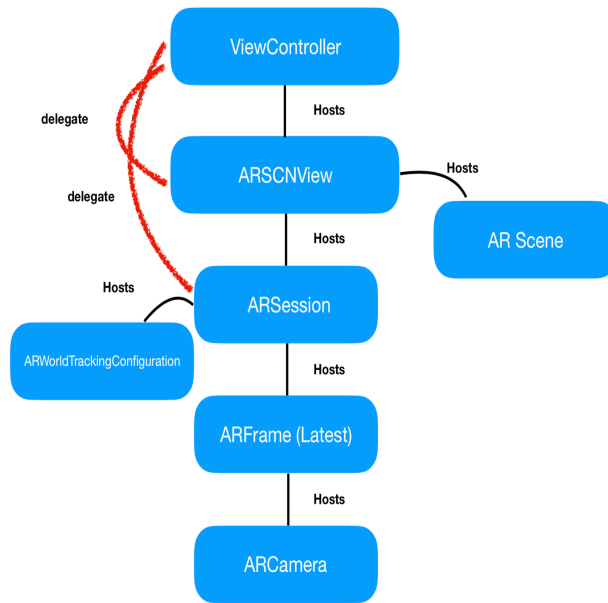 ViewController
Hosts
delegate
ARSCNView
Hosts
delegate
AR Scene
Hosts
Hosts
ARSession
ARWorldTrackingConfiguration
Hosts
ARFrame (Latest)
Hosts
ARCamera